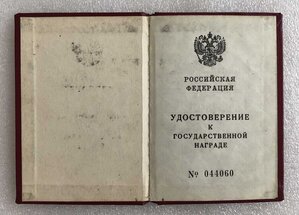 РОССИЙСКАЯ
ФЕДЕРАЦИЯ
УДОСТОВЕРЕНИЕ
К
ГОСУДАРСТВЕННОЙ
НАГРАДЕ
№ 044060